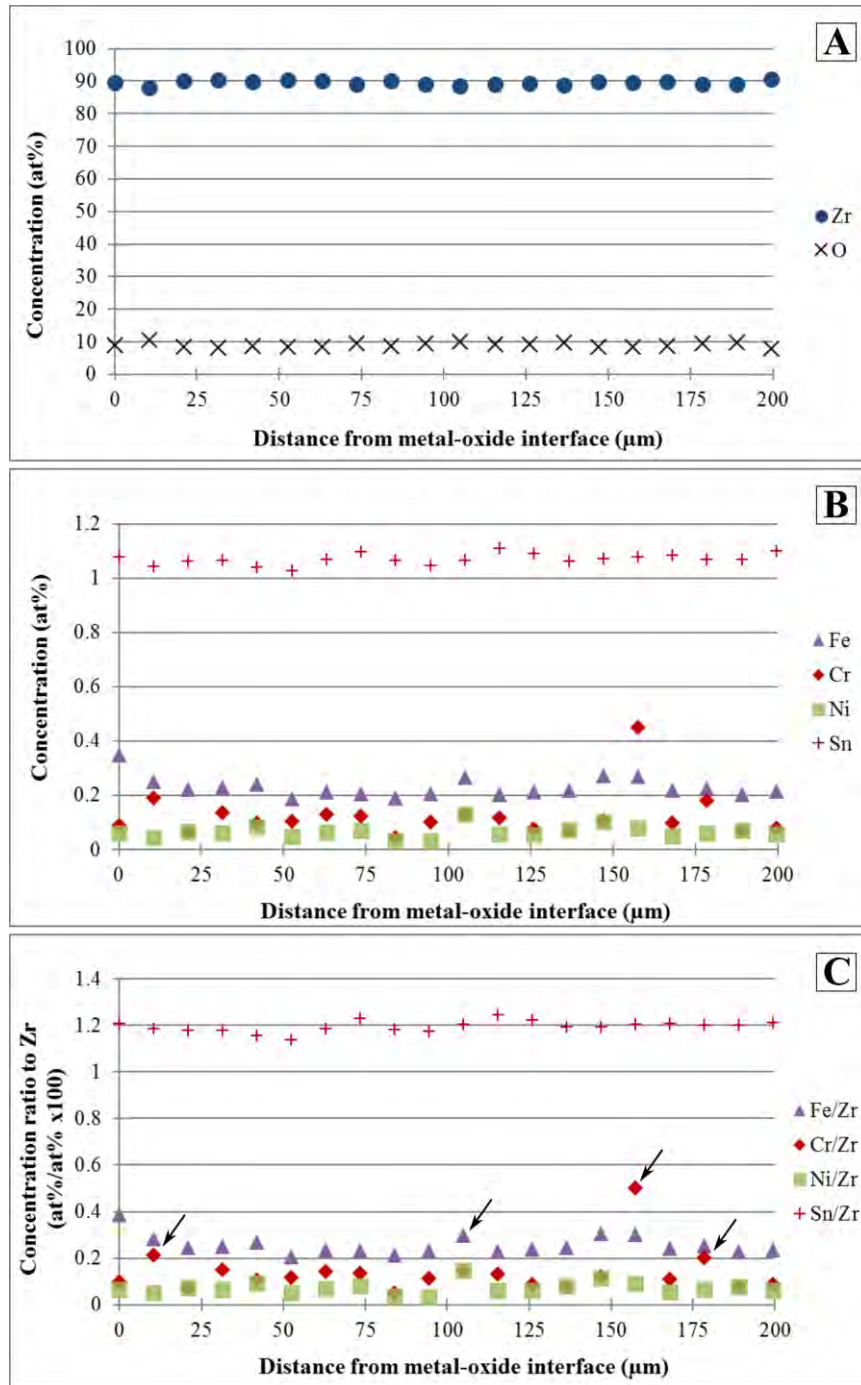 A
100
90
80
70
60
50
40
30
20
10
0
0 25 50 75 100 125 150 175 200
Concentration (at%)
Distance from metal-oxide interface (µm)
Zr
O
B
1.2
1
0.8
0.6
0.4
0.2
0
0 25 50 75 100 125 150 175 200
Concentration (at%)
Distance from metal-oxide interface (µm)
Fe
Cr
Ni
Sn
C
1.4
1.2
1
0.8
0.6
0.4
0.2
0
0 25 50 75 100 125 150 175 200
Concentration ratio to Zr
(at%/at% x100)
Distance from metal-oxide interface (µm)
Fe/Zr
Cr/Zr
Ni/Zr
Sn/Zr